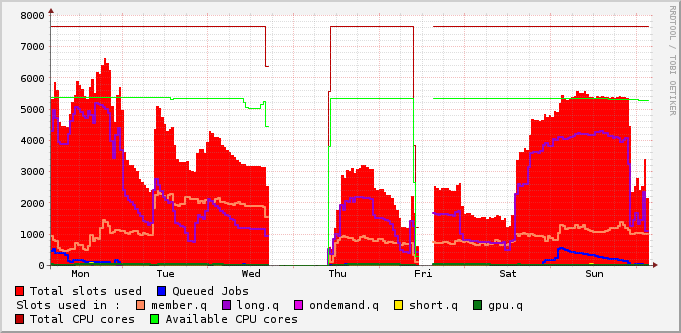 8000
7000
6000
5000
4000
3000
2000
1000
0
Mon Tue Wed Thu Fri Sat Sun
RRDTOOL / TOBI OETIKER
Total slots used Queued Jobs
Slots used in : member.q long.q ondemand.q short.q gpu.q
Total CPU cores Available CPU cores